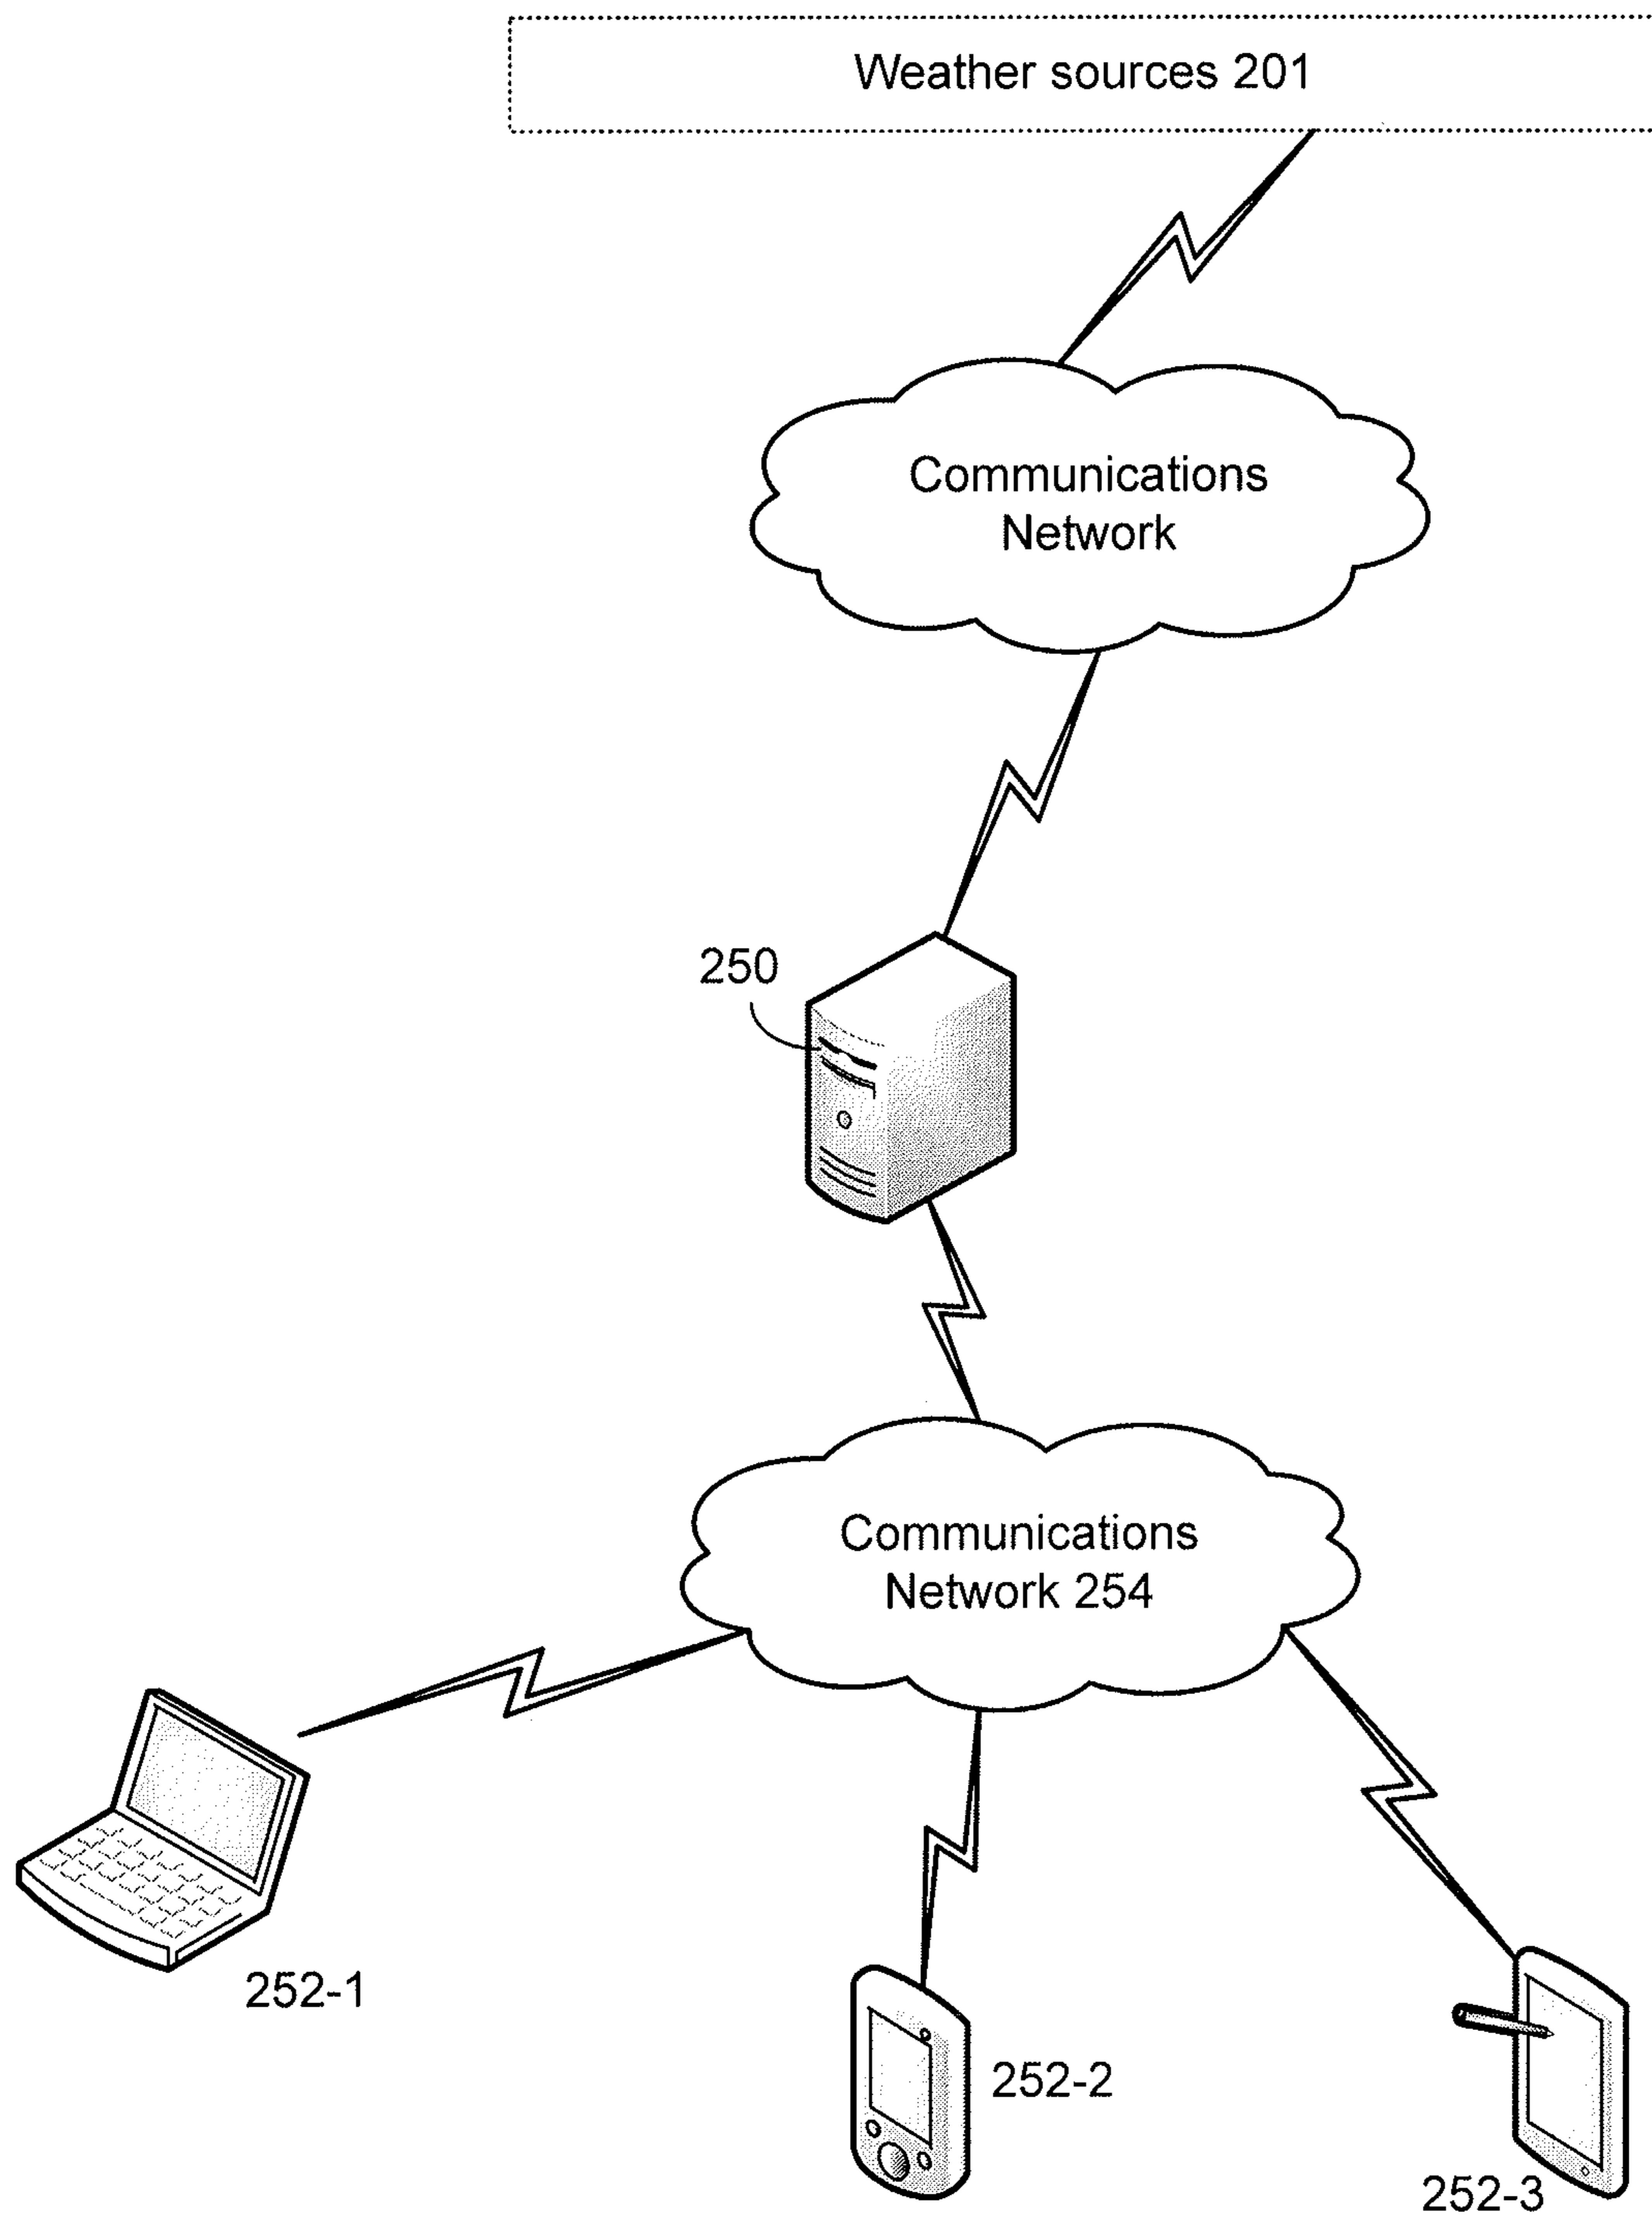 Weather sources 201
Communications
Network
250
Communications
Network 254
252-1
252-2
252-3